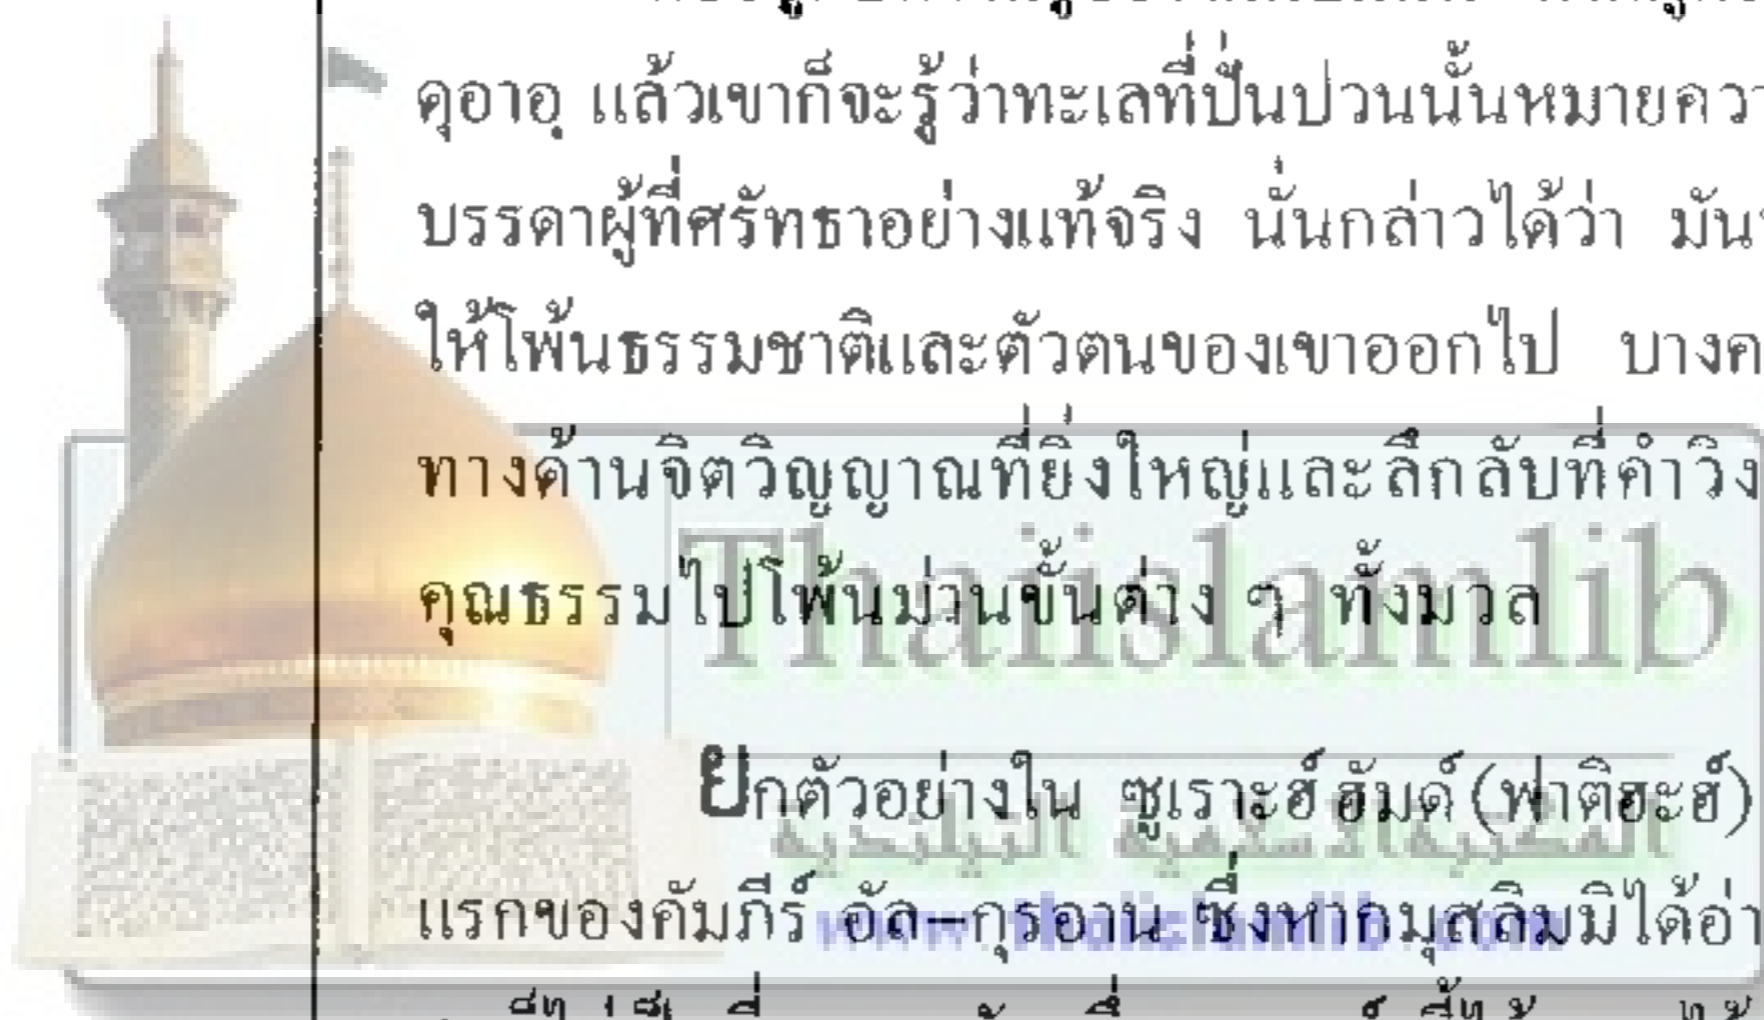 ดุอาอุ แล้วเขาก็จะรู้ว่าทะเลที่ปั่นป่วนนั้นหมายคว
บรรดาผู้ที่ศรัทธาอย่างแท้จริง นั่นกล่าวได้ว่า มัน
ให้โพ้นธรรมชาติและตัวตนของเขาออกไป บางค
ทางด้านจิตวิญญาณที่ยิ่งใหญ่และลึกลับที่คำวิง
คุณธรรมไปโพ้นม่านขั้นต่าง ๆ ทั้งมวล
Thaiislamlib
ยกตัวอย่างใน ซูเราะฮ์ฮัมด์ (ฟาติฮะฮ์)
แรกของคัมภีร์ อัล-กุรอาน ซึ่งหากมุสลิมมิได้อ่า
www.thaiislamlib.com